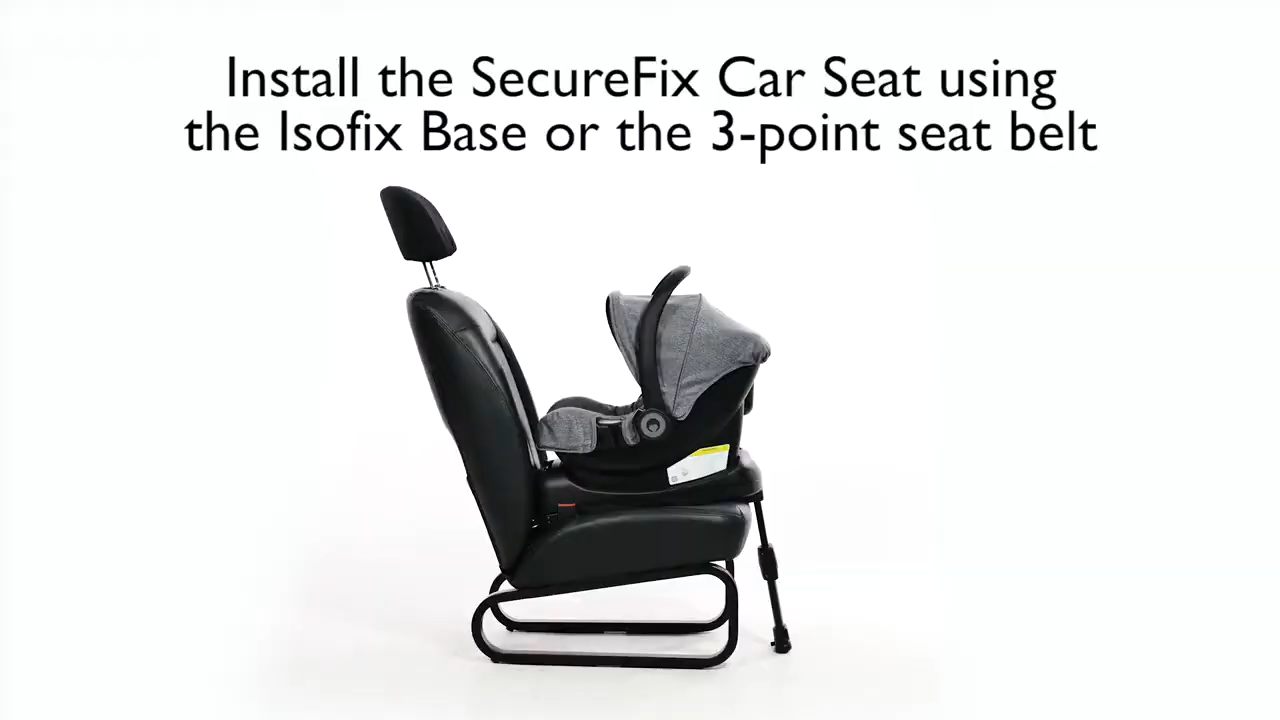 Install the SecureFix Car Seat using
the Isofix Base or the 3-point seat belt